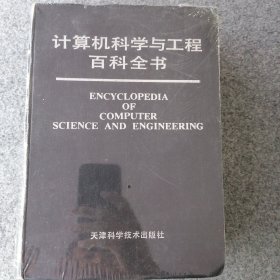 计算机科学与工程
百科全书
ENCYCLOPEDIA
OF
COMPUTER
SCIENCE AND ENGINEERING
天津科学技术出版社